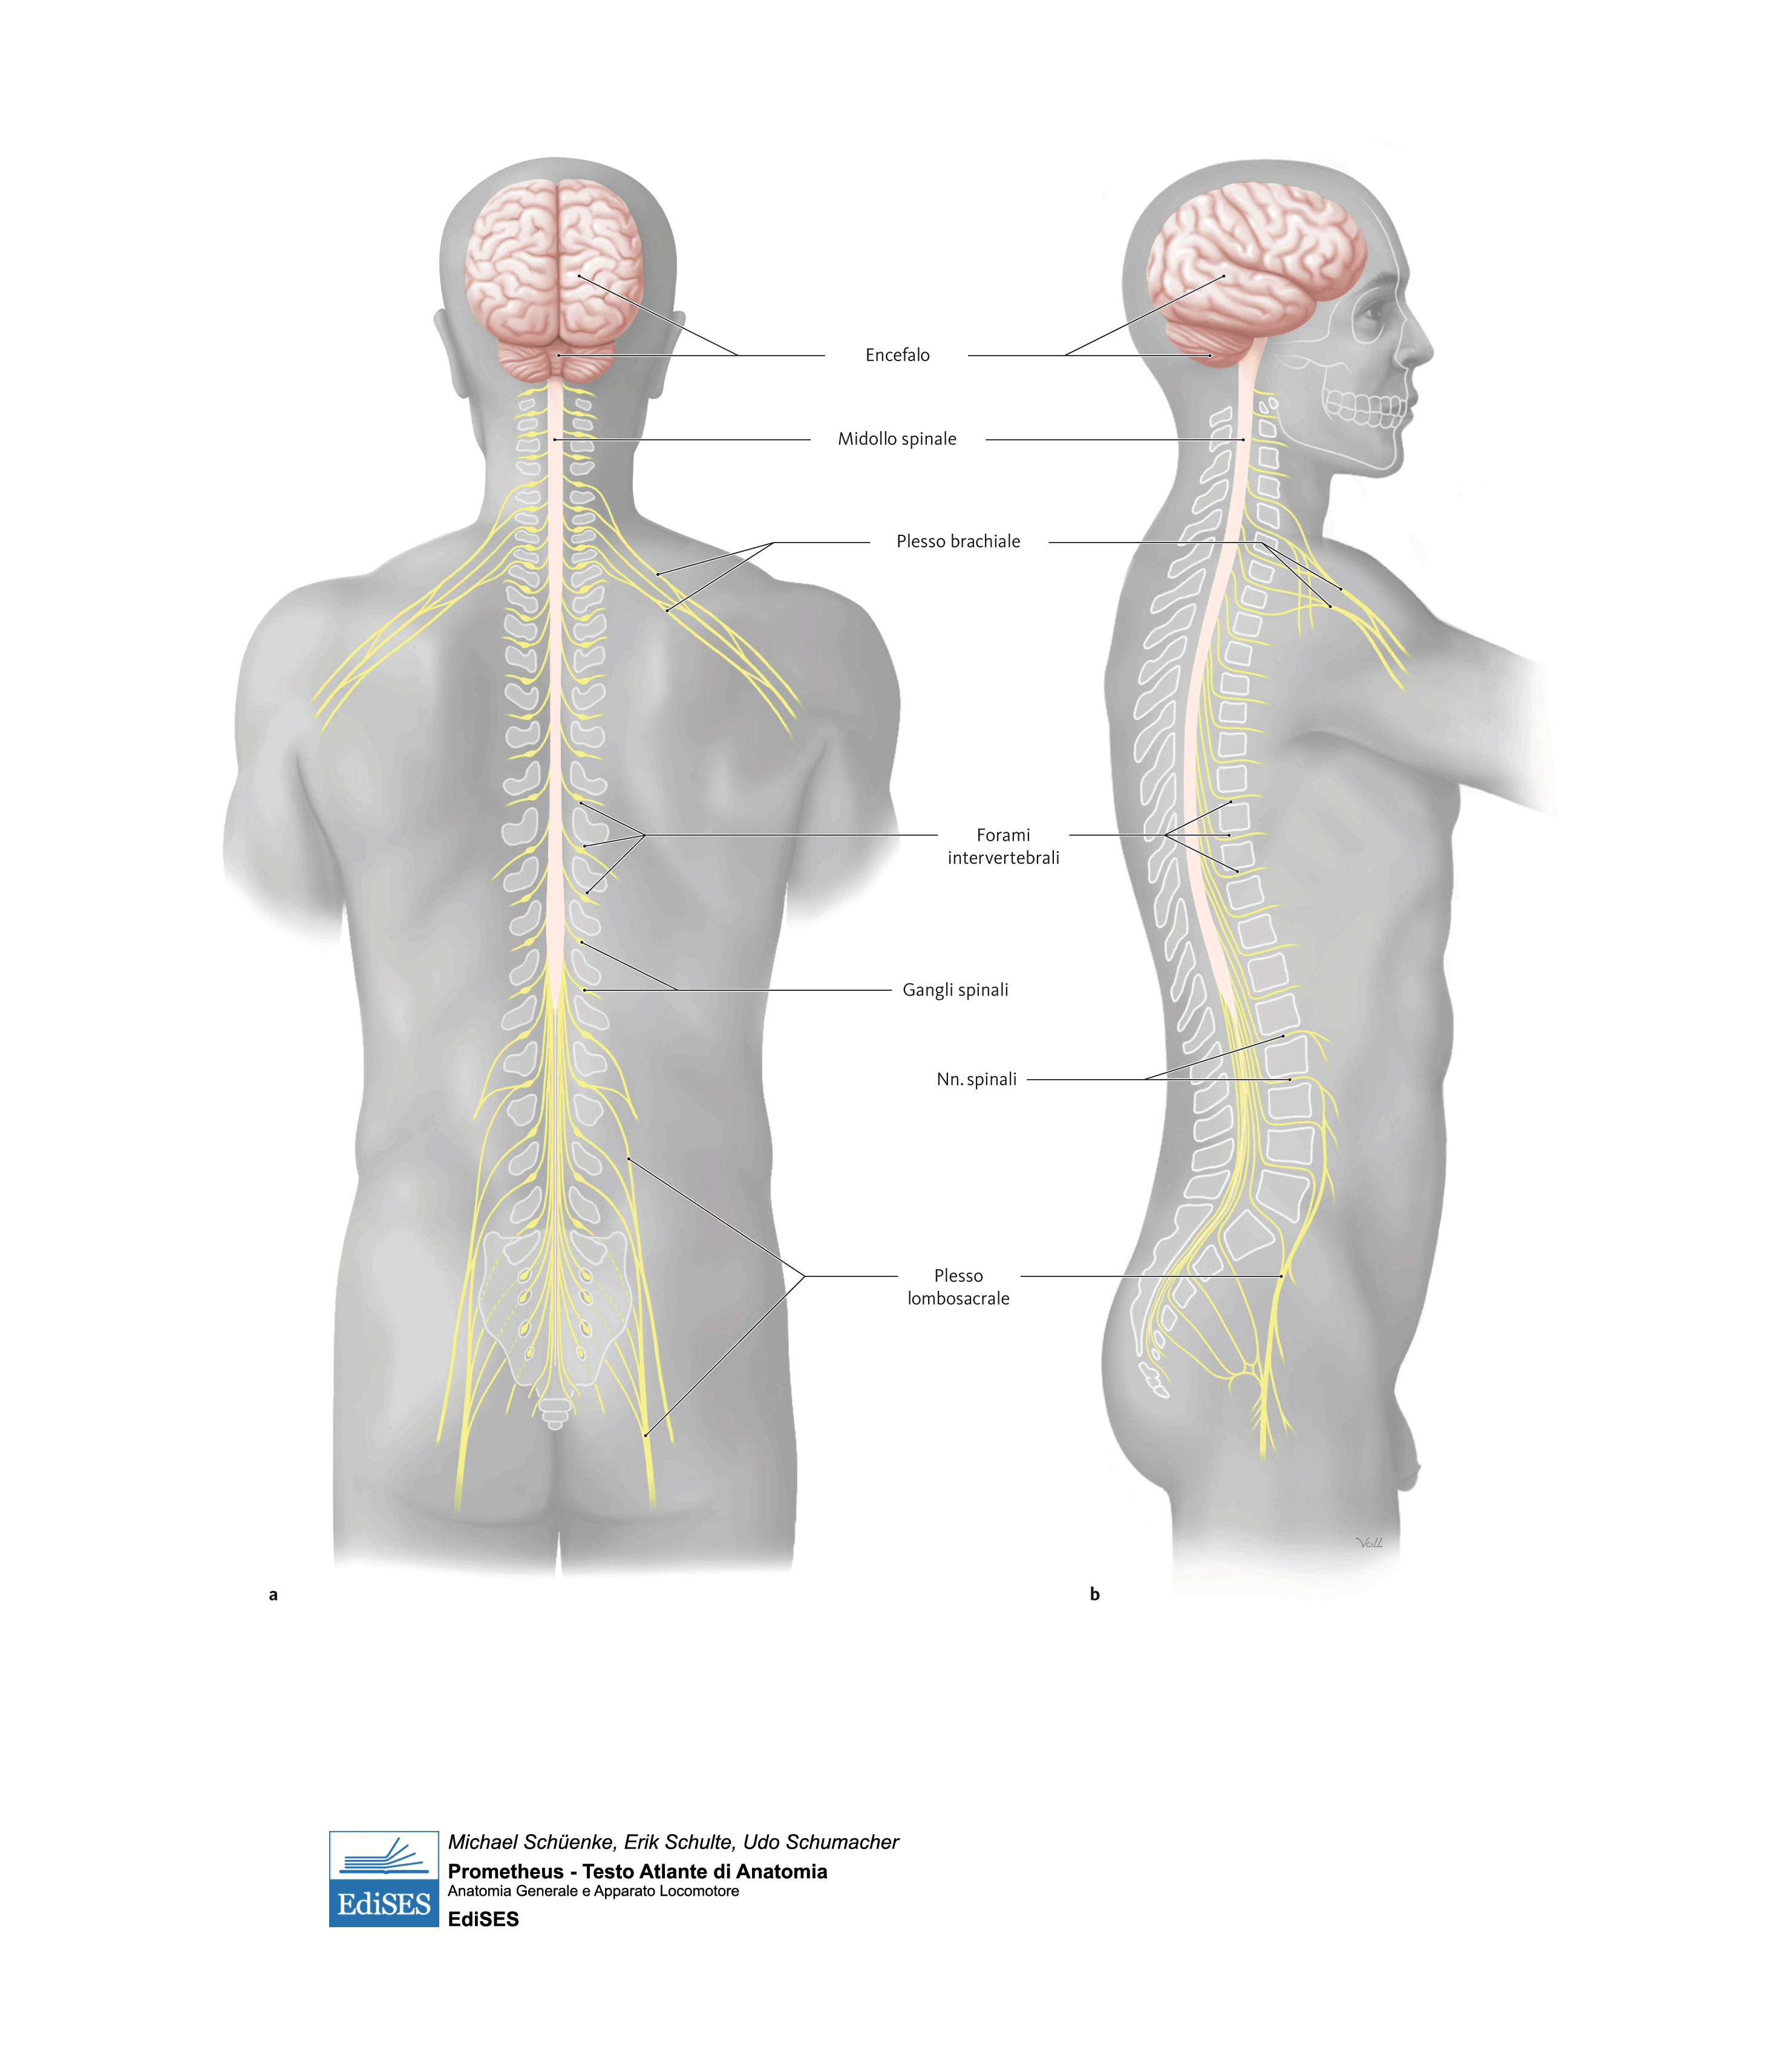 Encefalo
Midollo spinale
Plesso brachiale
Forami
intervertebrali
Gangli spinali
Nn. spinali
Plesso
lombosacrale
Voll
a
b
EdiSES
Michael Schüenke, Erik Schulte, Udo Schumacher
Prometheus - Testo Atlante di Anatomia
Anatomia Generale e Apparato Locomotore
EdiSES